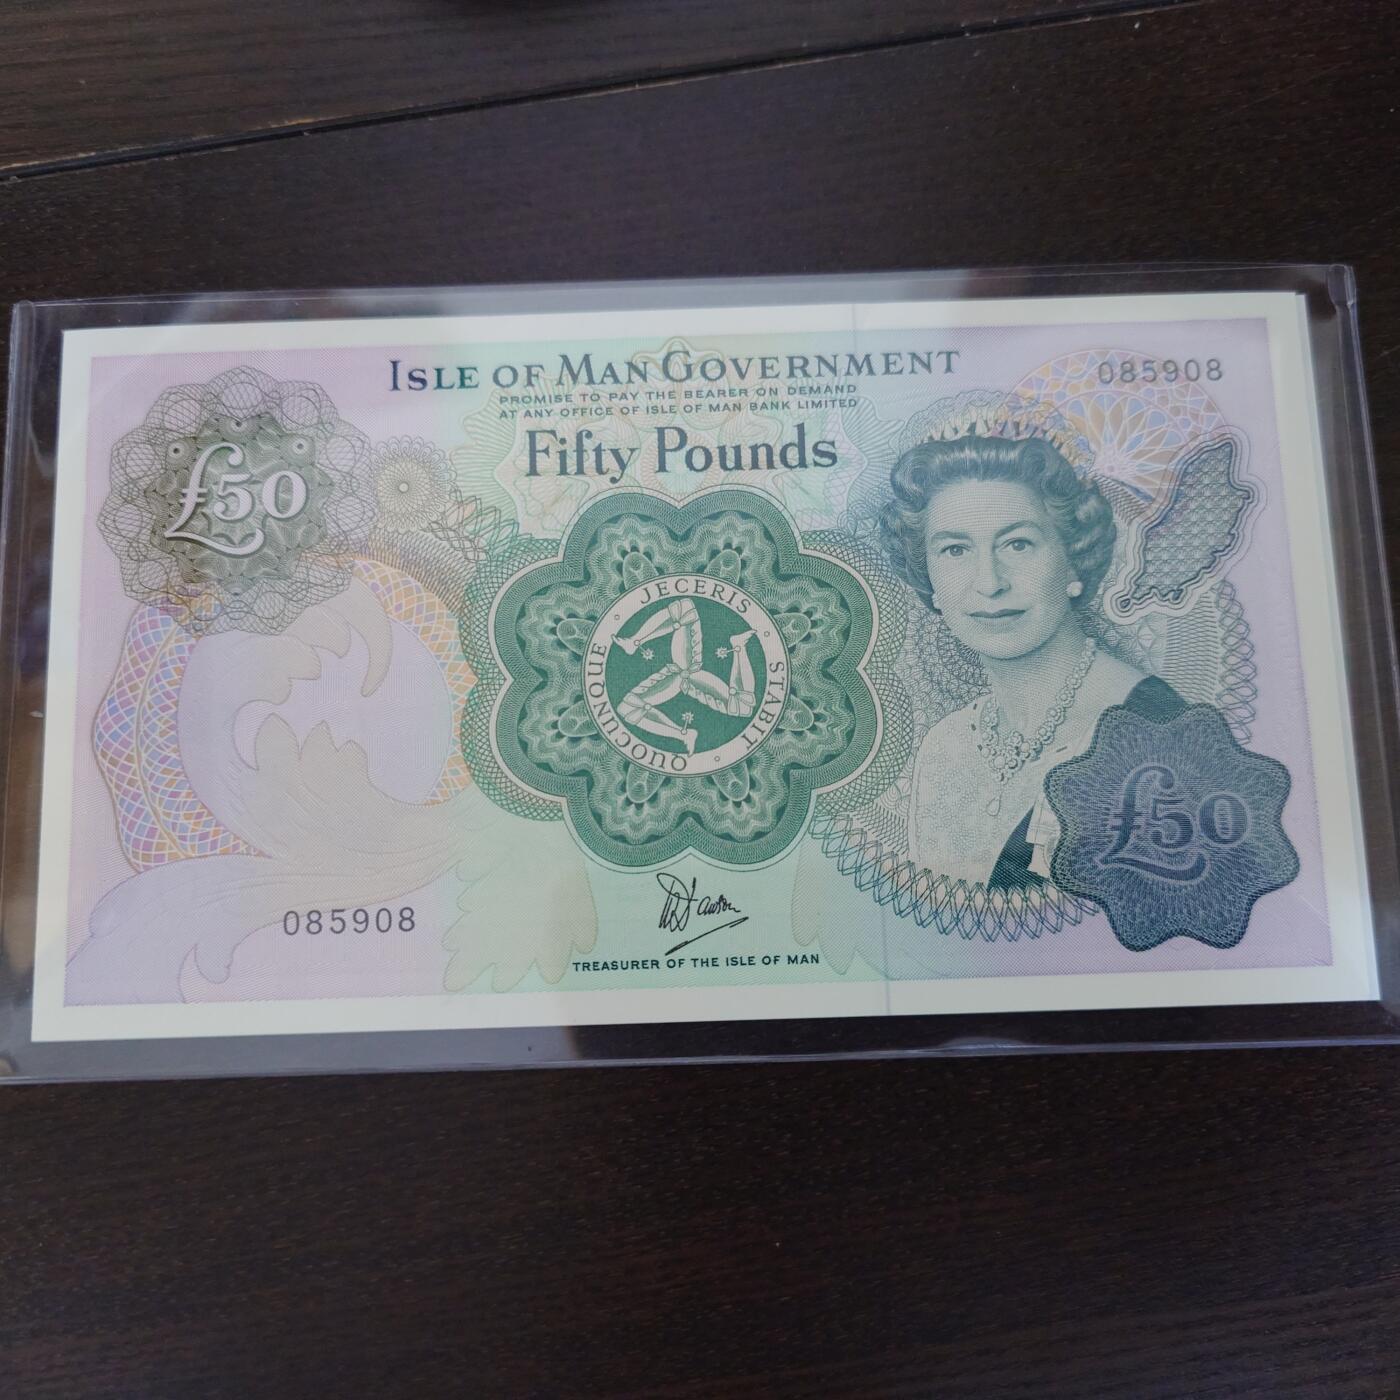 ISLE OF MAN GOVERNMENT
085908
PROMISE TO PAY THE BEARER ON DEMAND
AT ANY OFFICE OF ISLE OF MAN BANK LIMITED
Fifty Pounds
£50
QUOCUNQUE · JECERIS · STABIT ·
£50
085908
TREASURER OF THE ISLE OF MAN